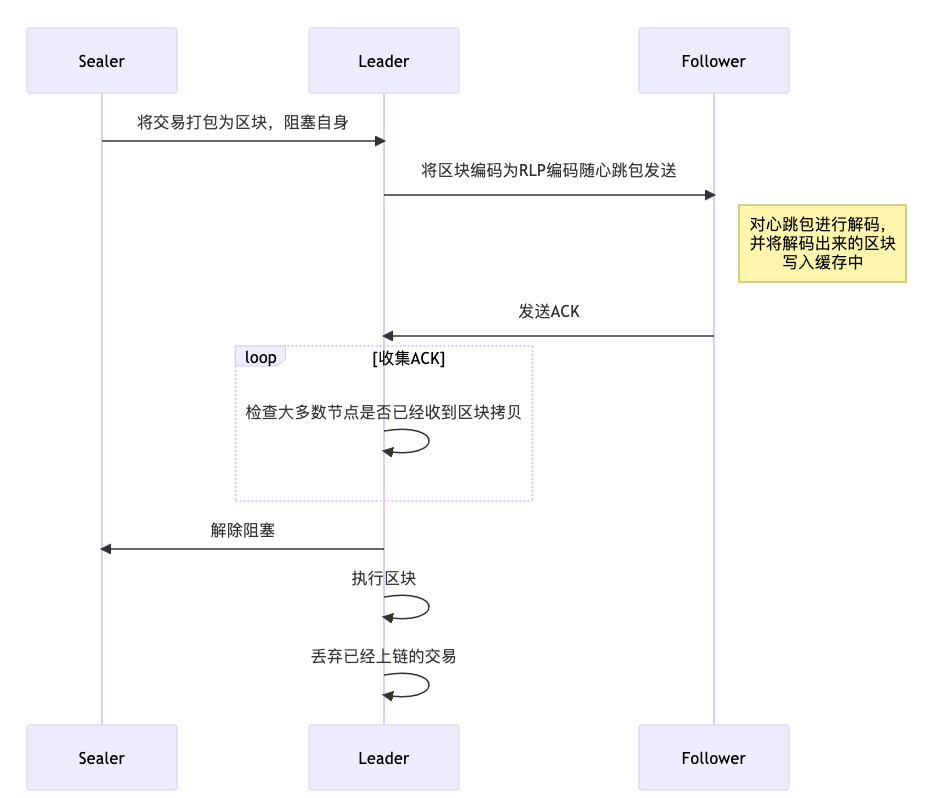 Sealer
Leader
Follower
将交易打包为区块，阻塞自身
将区块编码为RLP编码随心跳包发送
对心跳包进行解码，
并将解码出来的区块
写入缓存中
发送ACK
loop
[收集ACK]
检查大多数节点是否已经收到区块拷贝
解除阻塞
执行区块
丢弃已经上链的交易
Sealer
Leader
Follower